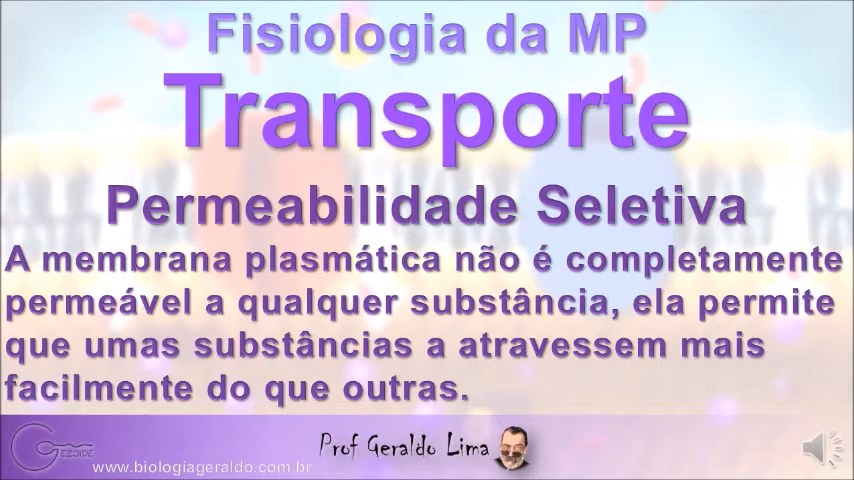 Fisiologia da MP
Transporte
Permeabilidade Seletiva
A membrana plasmática não é completamente
permeável a qualquer substância, ela permite
que umas substâncias a atravessem mais
facilmente do que outras.
GEZOIDE
Prof Geraldo Lima
www.biologiageraldo.com.br